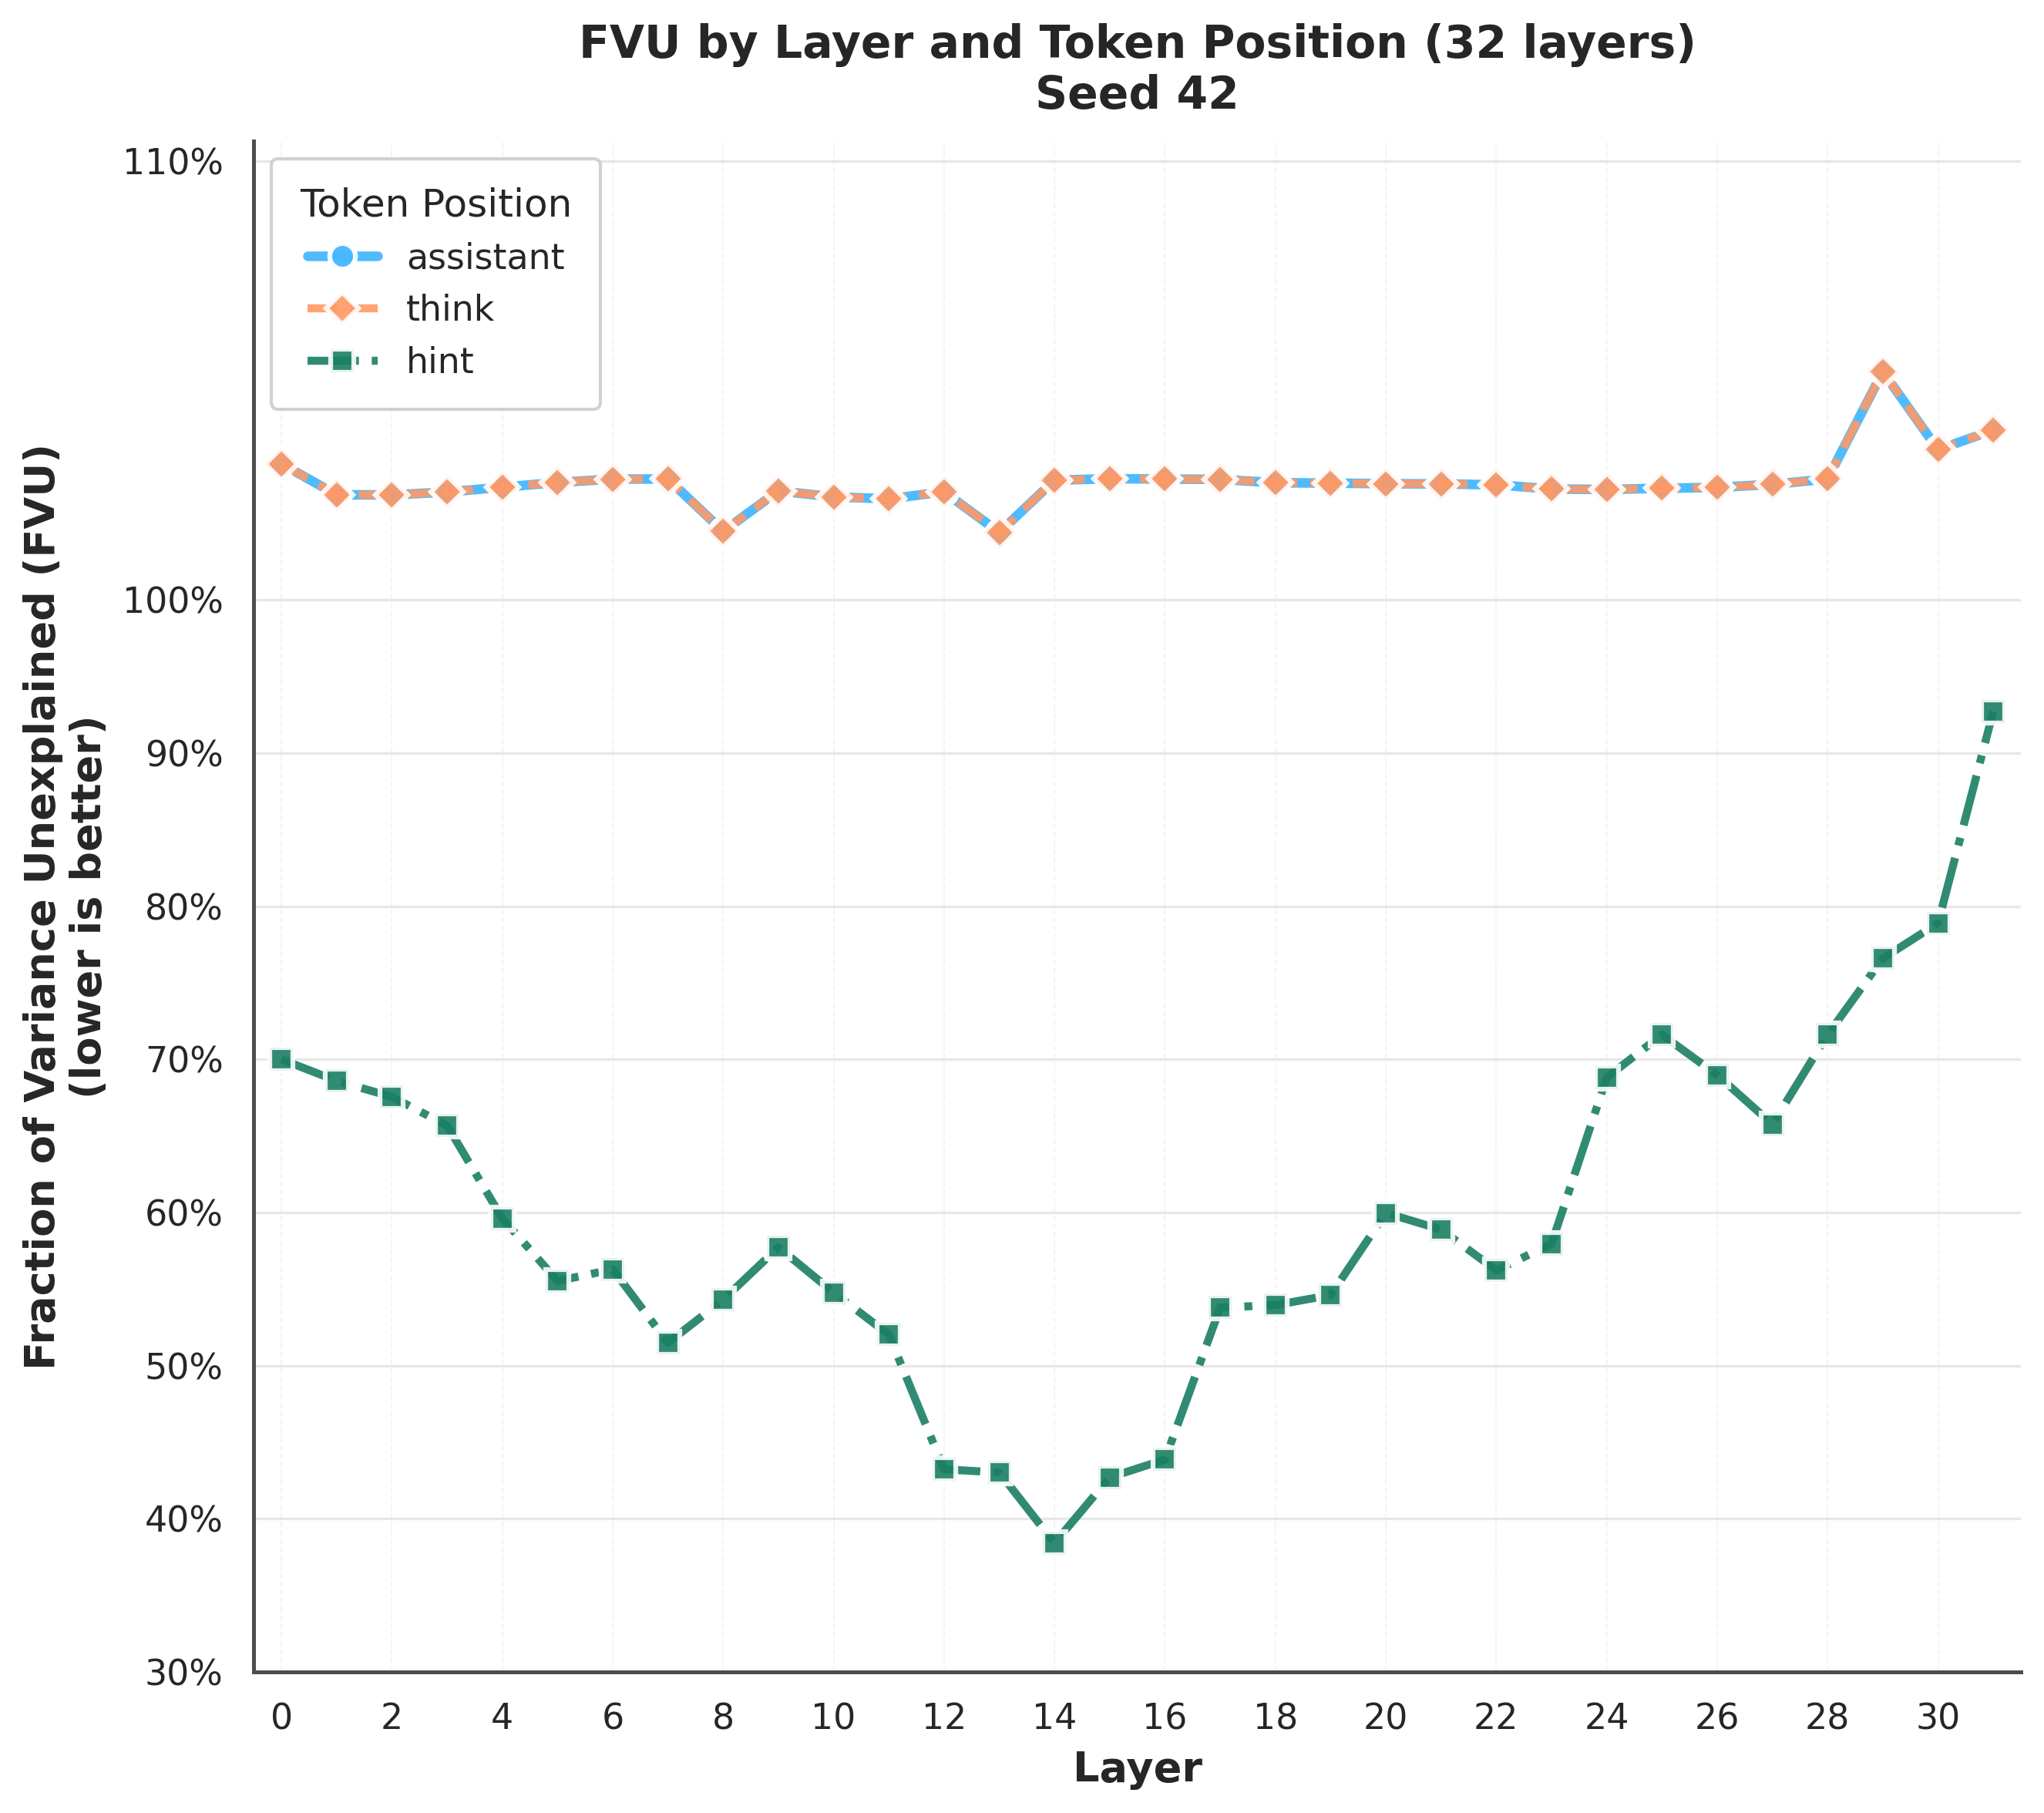 FVU by Layer and Token Position (32 layers)
Seed 42
Token Position
assistant
think
hint
Fraction of Variance Unexplained (FVU)
(lower is better)
110%
100%
90%
80%
70%
60%
50%
40%
30%
0 2 4 6 8 10 12 14 16 18 20 22 24 26 28 30
Layer